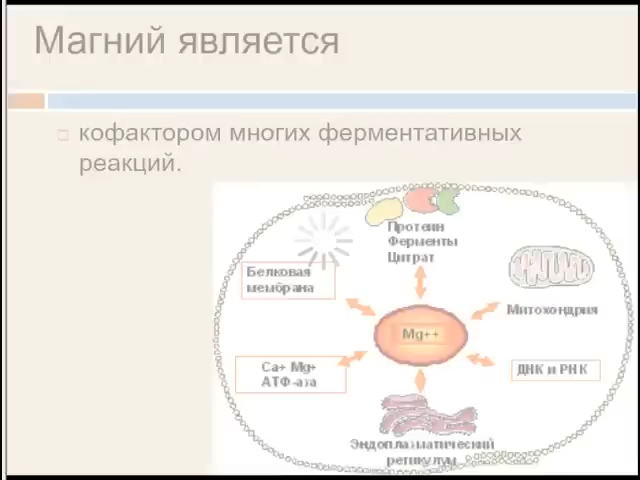 Магний является
кофактором многих ферментативных
реакций.
Протеин
Ферменты
Цитрат
Белковая
мембрана
Митохондрия
Mg++
Ca+ Mg+
АТФ-аза
ДНК и РНК
Эндоплазматический
ретикулум